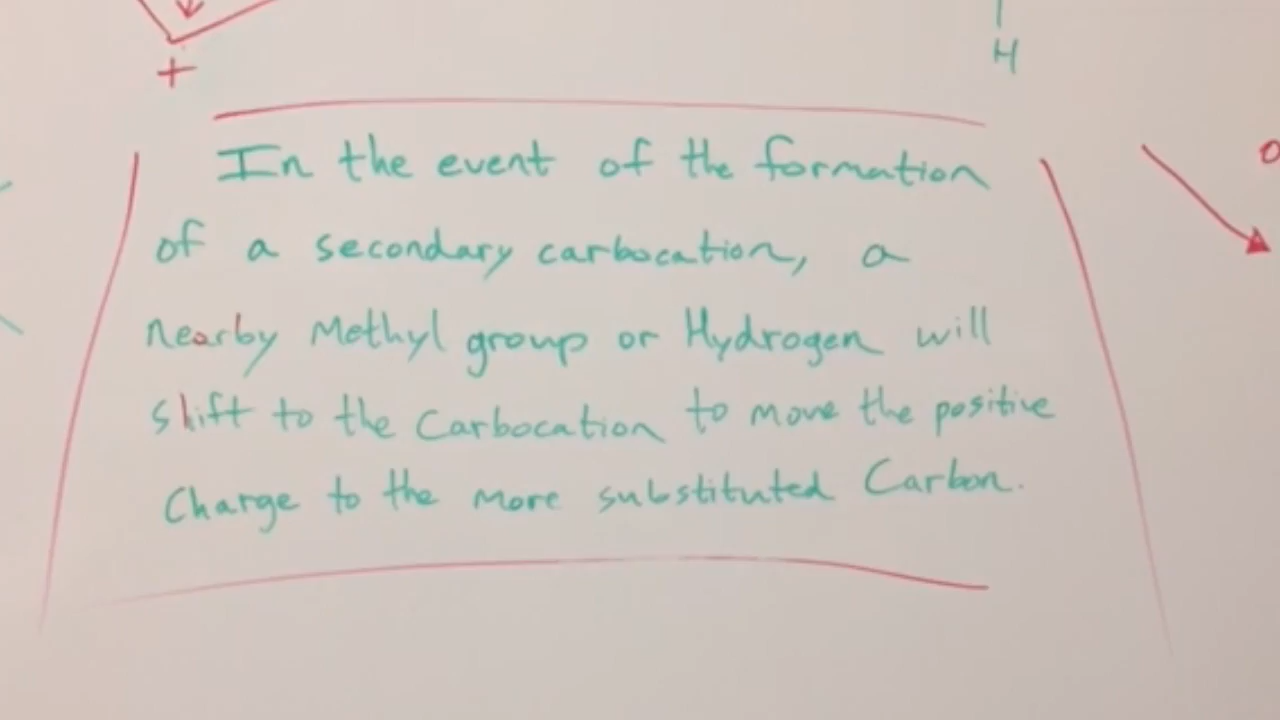 +
H
In the event of the formation
of a secondary carbocation, a
nearby Methyl group or Hydrogen will
shift to the Carbocation to move the positive
Charge to the more substituted Carbon.